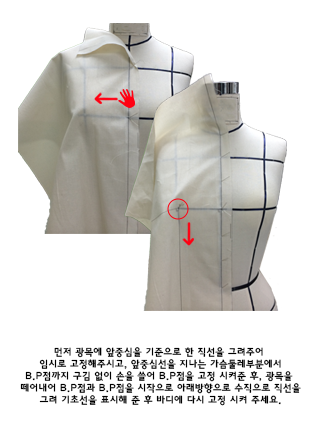 먼저 광목에 앞중심을 기준으로 한 직선을 그려주어
임시로 고정해주시고, 앞중심선을 지나는 가슴둘레부분에서
B.P점까지 구김 없이 손을 쓸어 B.P점을 고정 시켜준 후, 광목을
떼어내어 B.P점과 B.P점을 시작으로 아래방향으로 수직으로 직선을
그려 기초선을 표시해 준 후 바디에 다시 고정 시켜 주세요.